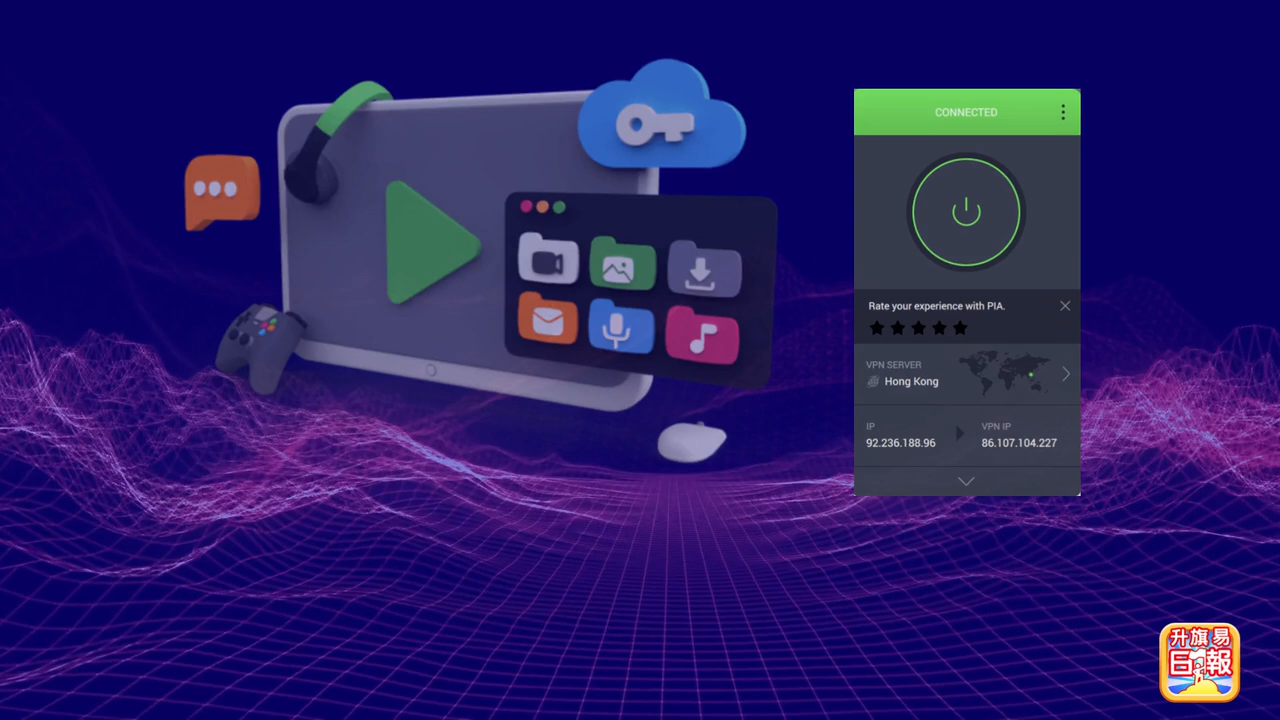 CONNECTED
Rate your experience with PIA.
VPN SERVER
Hong Kong
IP
92.236.188.96
VPN IP
86.107.104.227
升旗易
日報